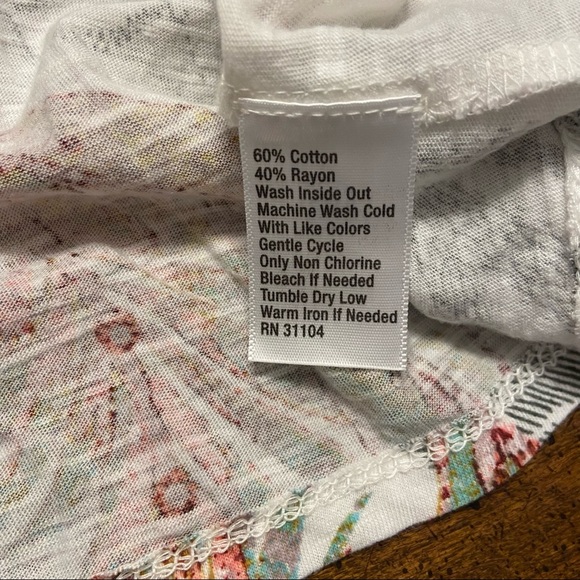 60% Cotton
40% Rayon
Wash Inside Out
Machine Wash Cold
With Like Colors
Gentle Cycle
Only Non Chlorine
Bleach If Needed
Tumble Dry Low
Warm Iron If Needed
RN 31104